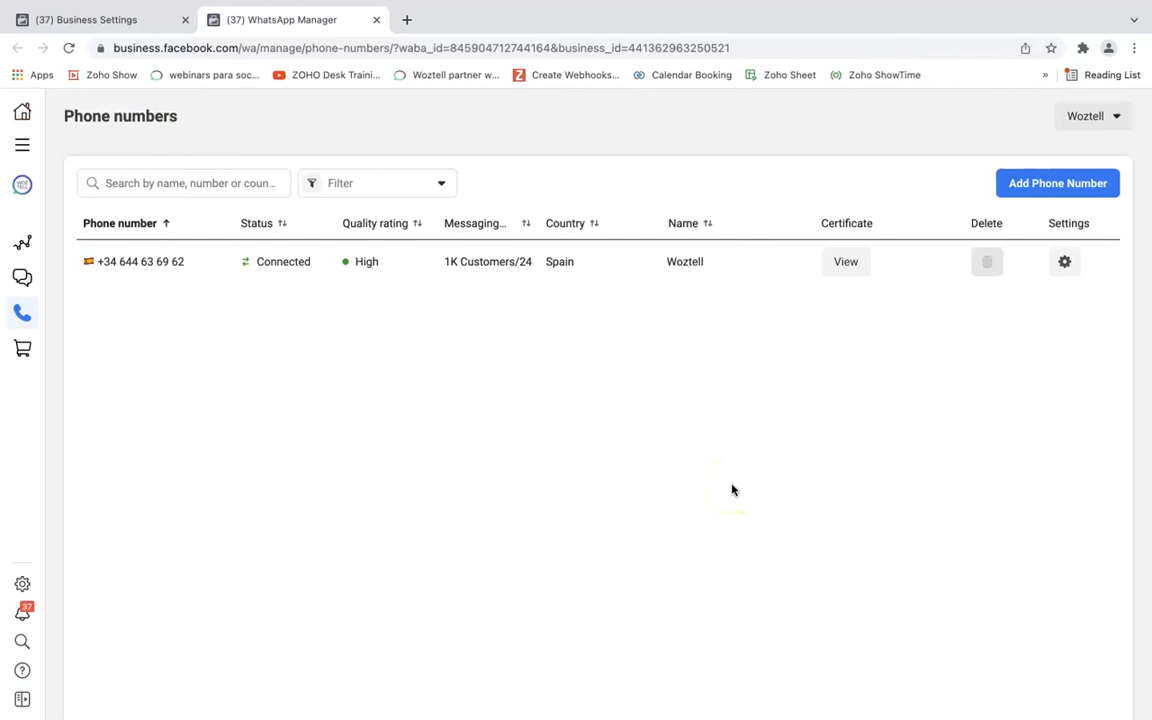 (37) Business Settings
(37) WhatsApp Manager
business.facebook.com/wa/manage/phone-numbers/?waba_id=845904712744164&business_id=441362963250521
Apps
Zoho Show
webinars para soc...
ZOHO Desk Traini...
Woztell partner w...
Create Webhooks...
Calendar Booking
Zoho Sheet
Zoho ShowTime
»
Reading List
Phone numbers
Woztell
Search by name, number or coun...
Filter
Add Phone Number
Phone number Status Quality rating Messaging... Country Name Certificate Delete Settings
+34 644 63 69 62 Connected High 1K Customers/24 Spain Woztell View
37